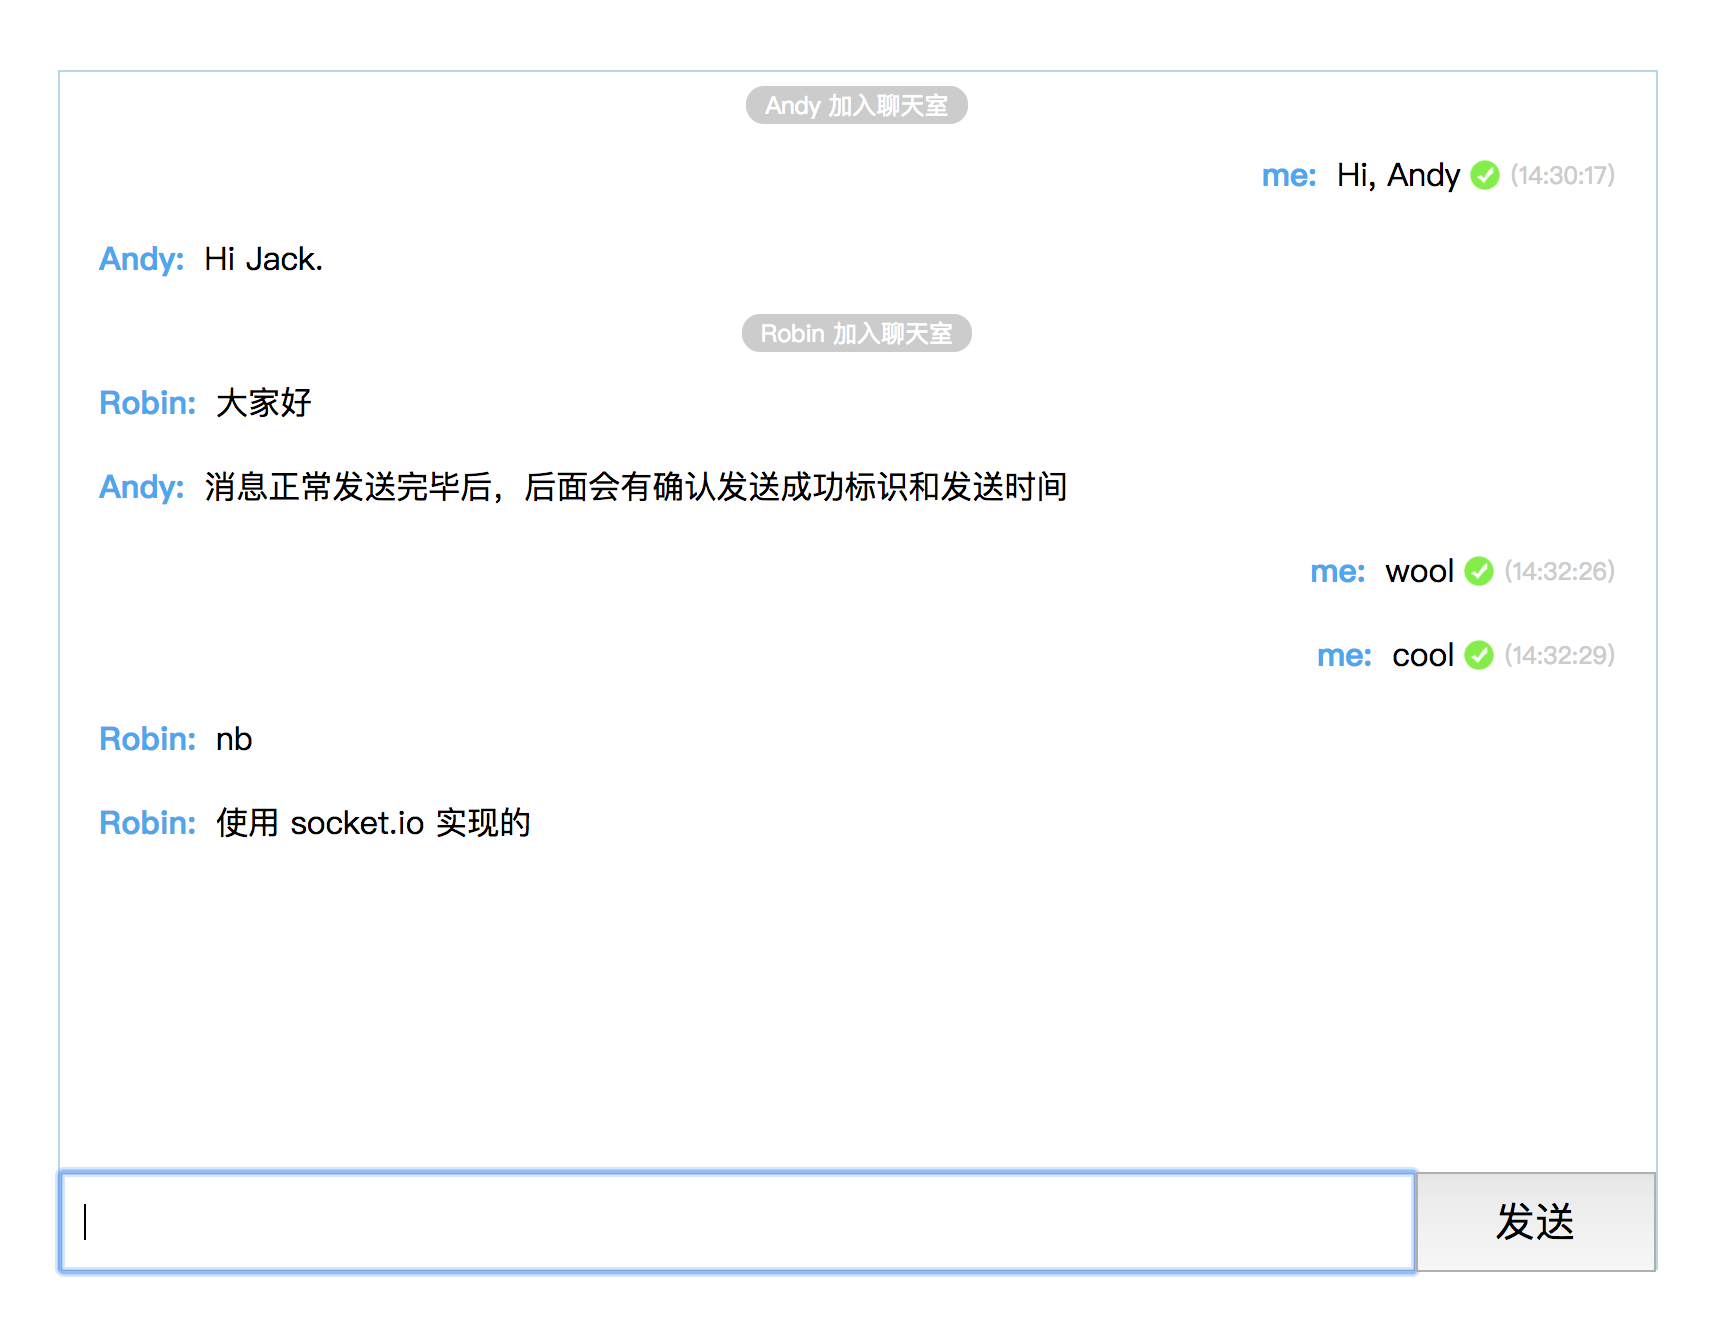 Andy 加入聊天室
me: Hi, Andy (14:30:17)
Andy: Hi Jack.
Robin 加入聊天室
Robin: 大家好
Andy: 消息正常发送完毕后，后面会有确认发送成功标识和发送时间
me: wool (14:32:26)
me: cool (14:32:29)
Robin: nb
Robin: 使用 socket.io 实现的
发送